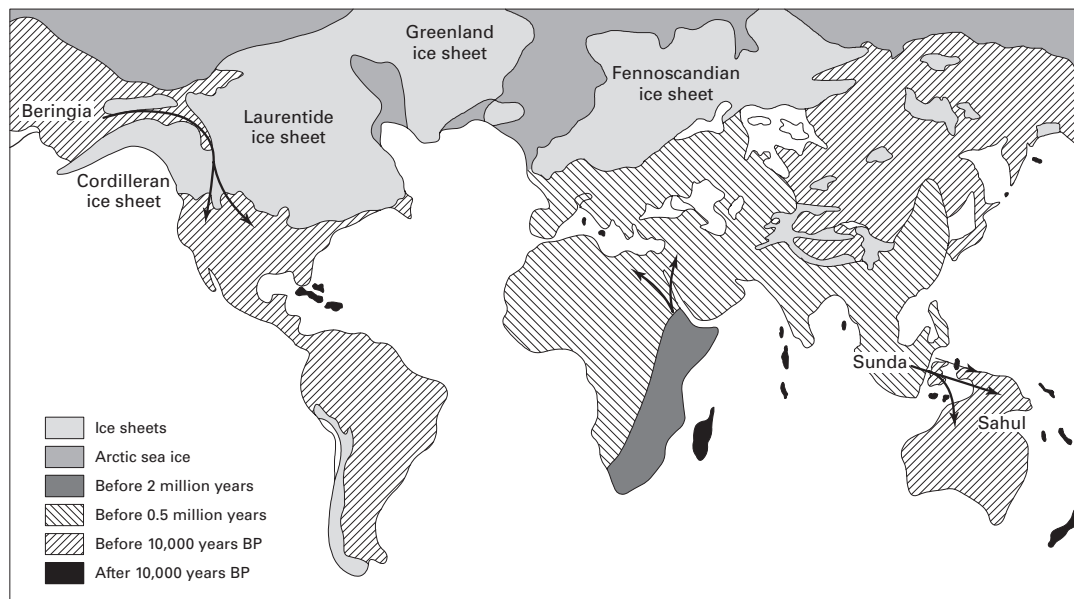 Greenland
ice sheet
Fennoscandian
ice sheet
Beringia
Laurentide
ice sheet
Cordilleran
ice sheet
Sunda
Sahul
Ice sheets
Arctic sea ice
Before 2 million years
Before 0.5 million years
Before 10,000 years BP
After 10,000 years BP